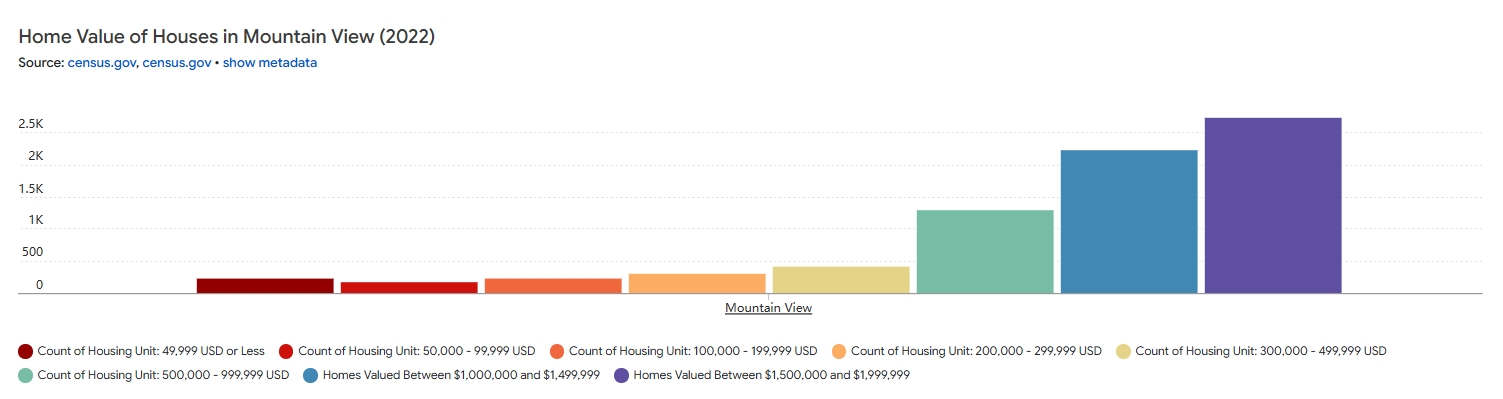 Home Value of Houses in Mountain View (2022)
Source: census.gov, census.gov • show metadata
2.5K
2K
1.5K
1K
500
0
Mountain View
Count of Housing Unit: 49,999 USD or Less Count of Housing Unit: 50,000 - 99,999 USD Count of Housing Unit: 100,000 - 199,999 USD Count of Housing Unit: 200,000 - 299,999 USD Count of Housing Unit: 300,000 - 499,999 USD
Count of Housing Unit: 500,000 - 999,999 USD Homes Valued Between $1,000,000 and $1,499,999 Homes Valued Between $1,500,000 and $1,999,999